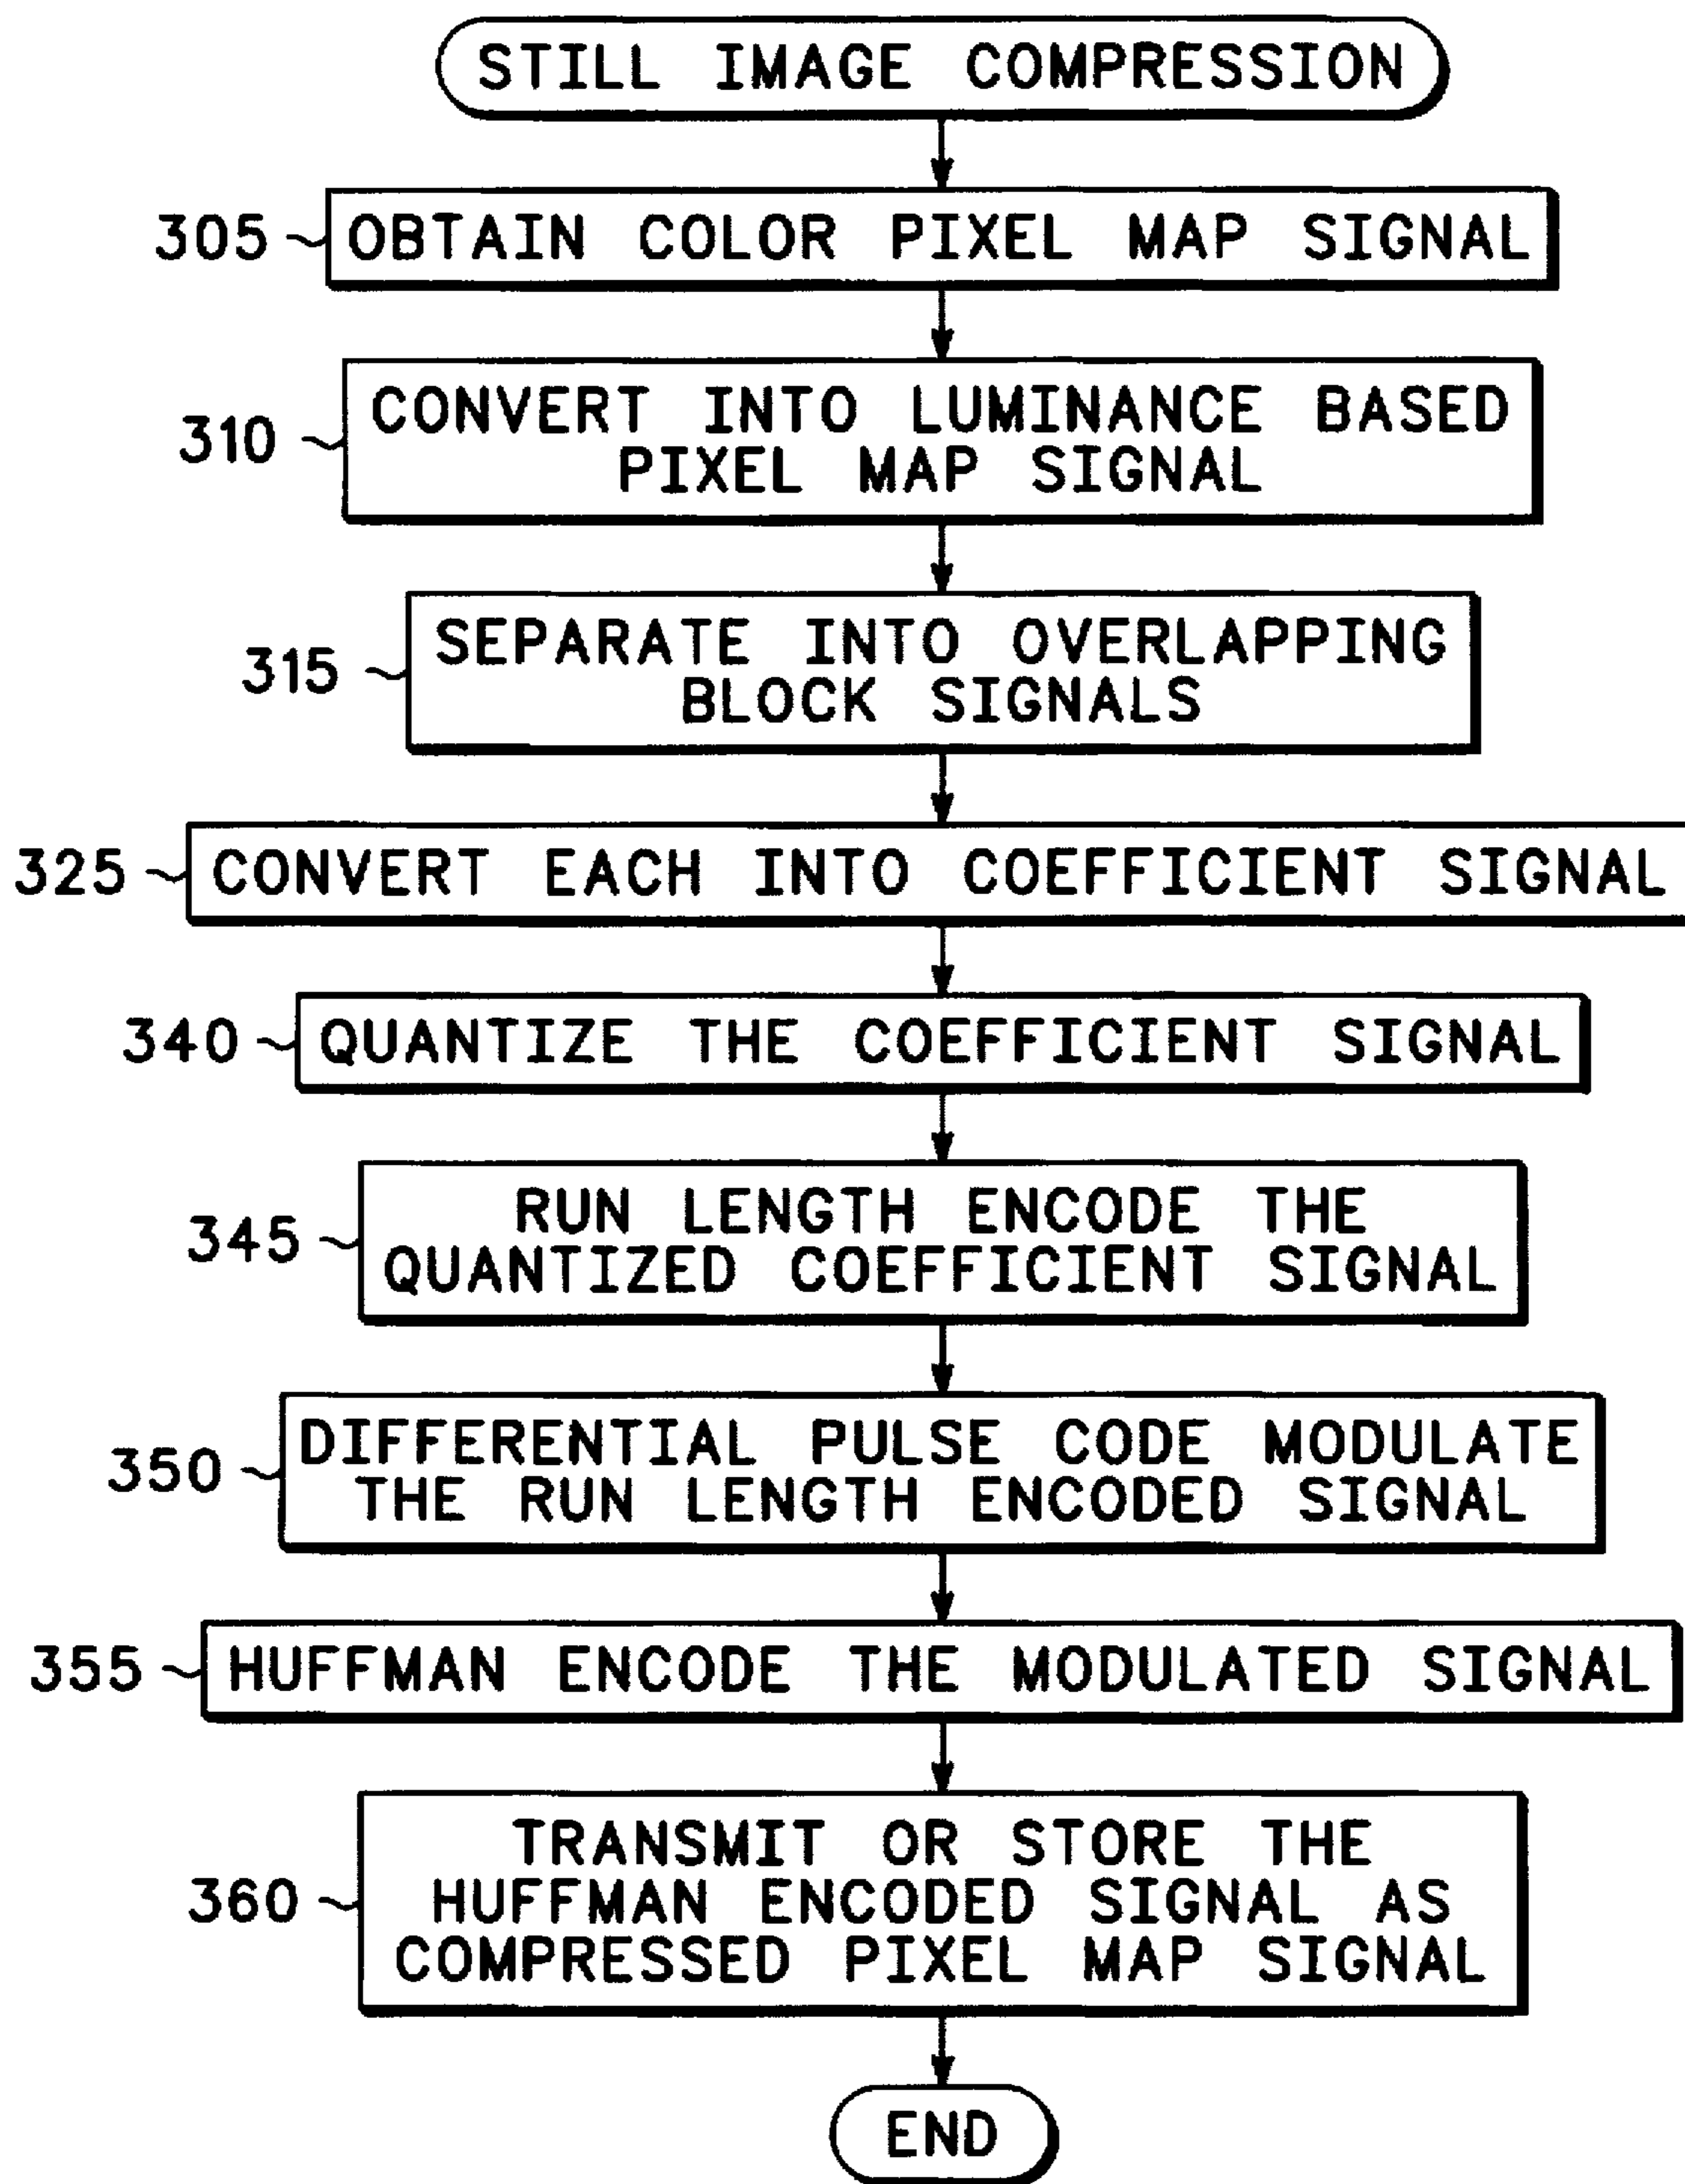 STILL IMAGE COMPRESSION
305
OBTAIN COLOR PIXEL MAP SIGNAL
310
CONVERT INTO LUMINANCE BASED
PIXEL MAP SIGNAL
315
SEPARATE INTO OVERLAPPING
BLOCK SIGNALS
325
CONVERT EACH INTO COEFFICIENT SIGNAL
340
QUANTIZE THE COEFFICIENT SIGNAL
345
RUN LENGTH ENCODE THE
QUANTIZED COEFFICIENT SIGNAL
350
DIFFERENTIAL PULSE CODE MODULATE
THE RUN LENGTH ENCODED SIGNAL
355
HUFFMAN ENCODE THE MODULATED SIGNAL
360
TRANSMIT OR STORE THE
HUFFMAN ENCODED SIGNAL AS
COMPRESSED PIXEL MAP SIGNAL
END